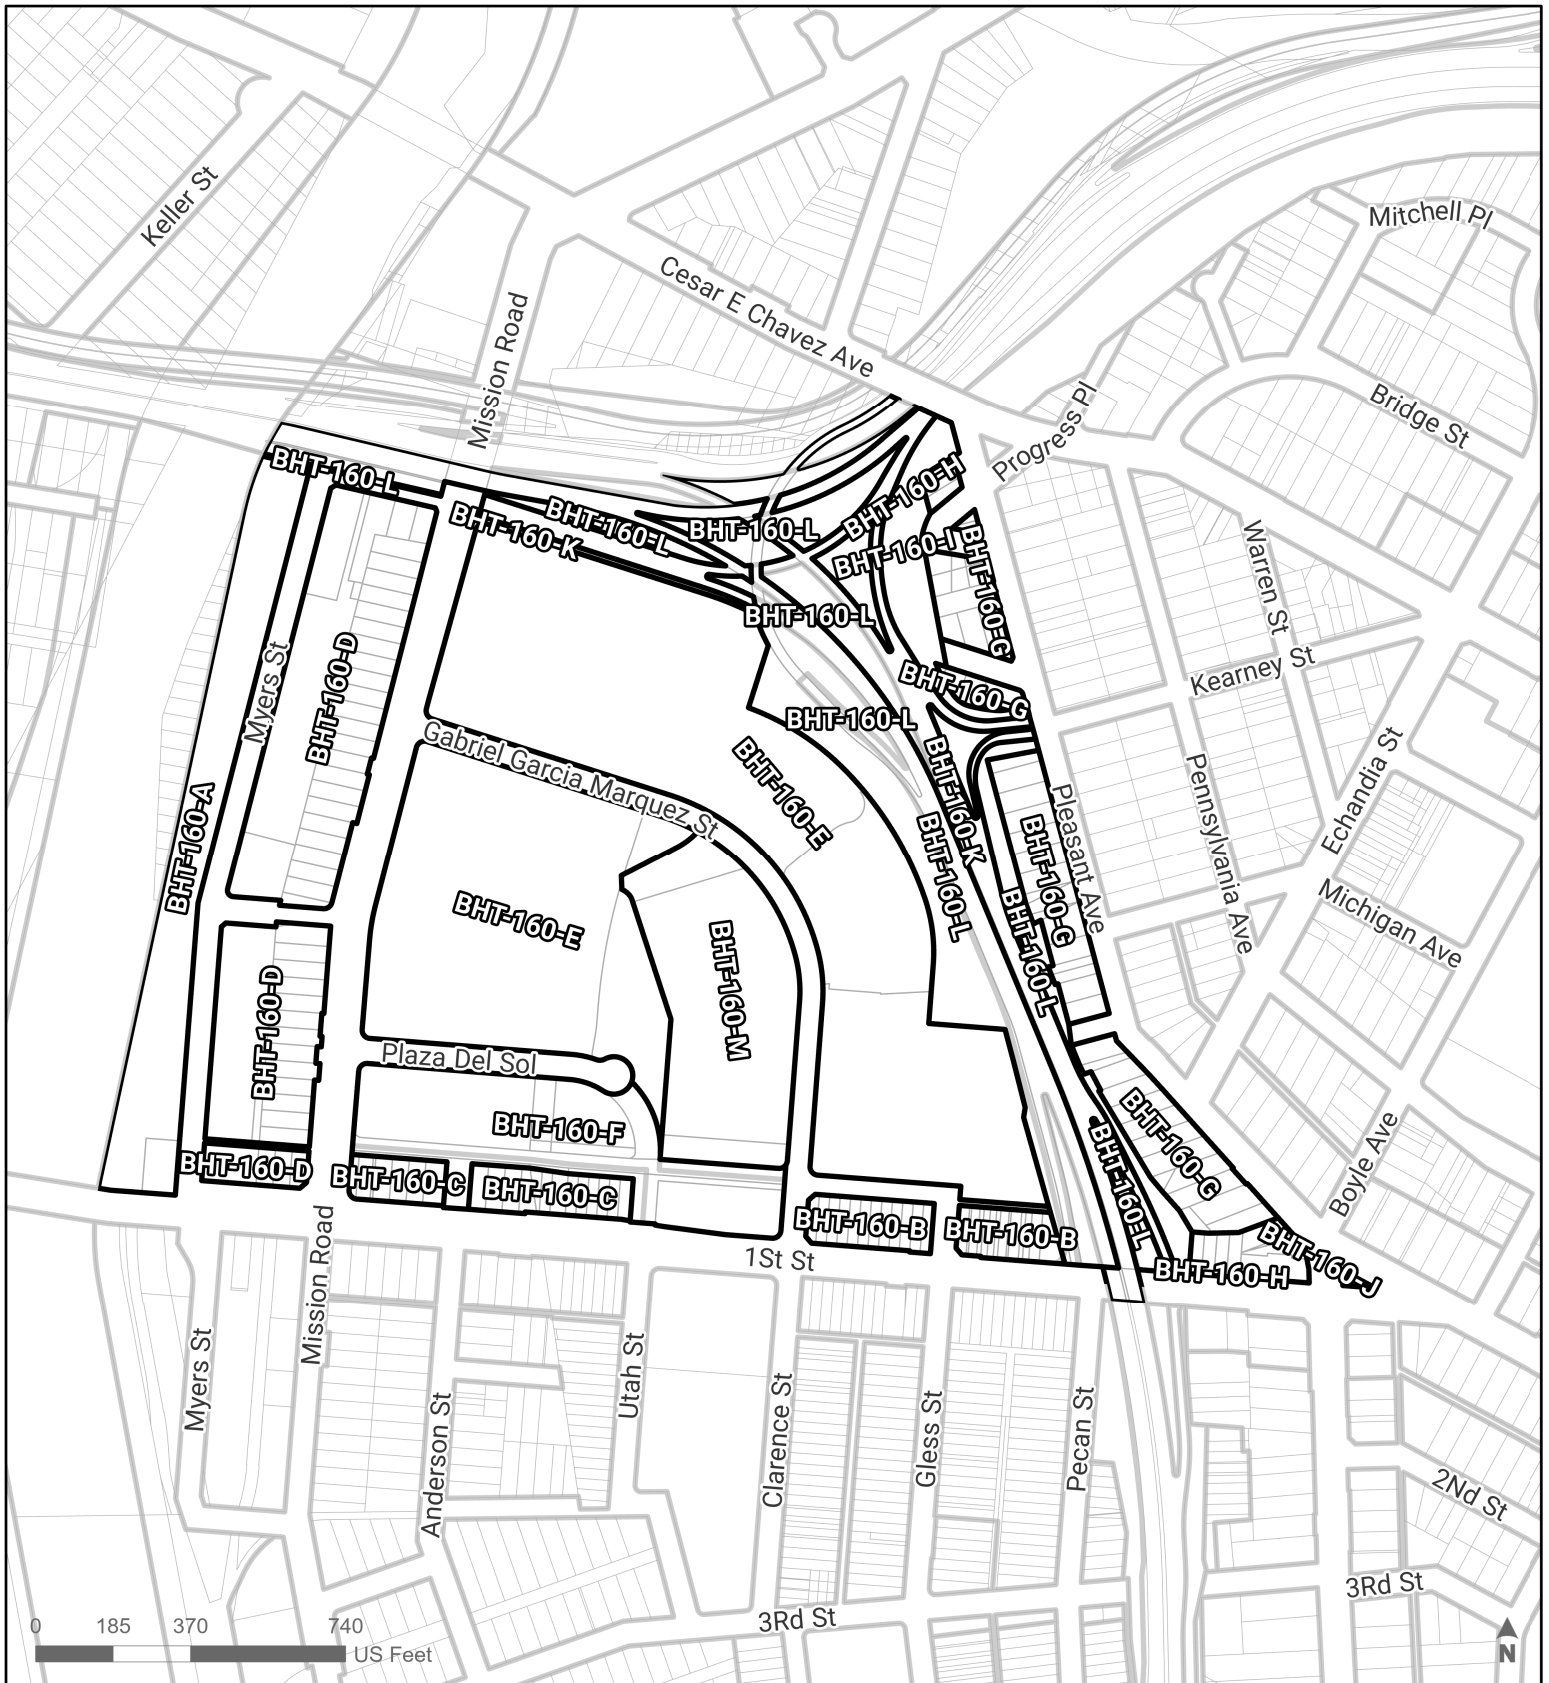 Keller St
Mitchell Pl
Cesar E Chavez Ave
Mission Road
Bridge St
Progress Pl
BHT-160-L
BHT-160-K
BHT-160-L
BHT-160-L
BHT-160-H
BHT-160-I
BHT-160-G
Warren St
BHT-160-L
Kearney St
Myers St
BHT-160-D
BHT-160-G
BHT-160-L
Gabriel Garcia Marquez St
BHT-160-E
BHT-160-K
Pleasant Ave
Pennsylvania Ave
Echandia St
BHT-160-A
BHT-160-L
BHT-160-G
BHT-160-E
BHT-160-L
Michigan Ave
BHT-160-M
BHT-160-D
Plaza Del Sol
BHT-160-F
BHT-160-G
Boyle Ave
BHT-160-D
BHT-160-C
BHT-160-C
BHT-160-L
BHT-160-B
BHT-160-B
1St St
BHT-160-H
BHT-160-J
Myers St
Mission Road
Anderson St
Utah St
Clarence St
Gless St
Pecan St
2Nd St
3Rd St
3Rd St
0 185 370 740
US Feet
N